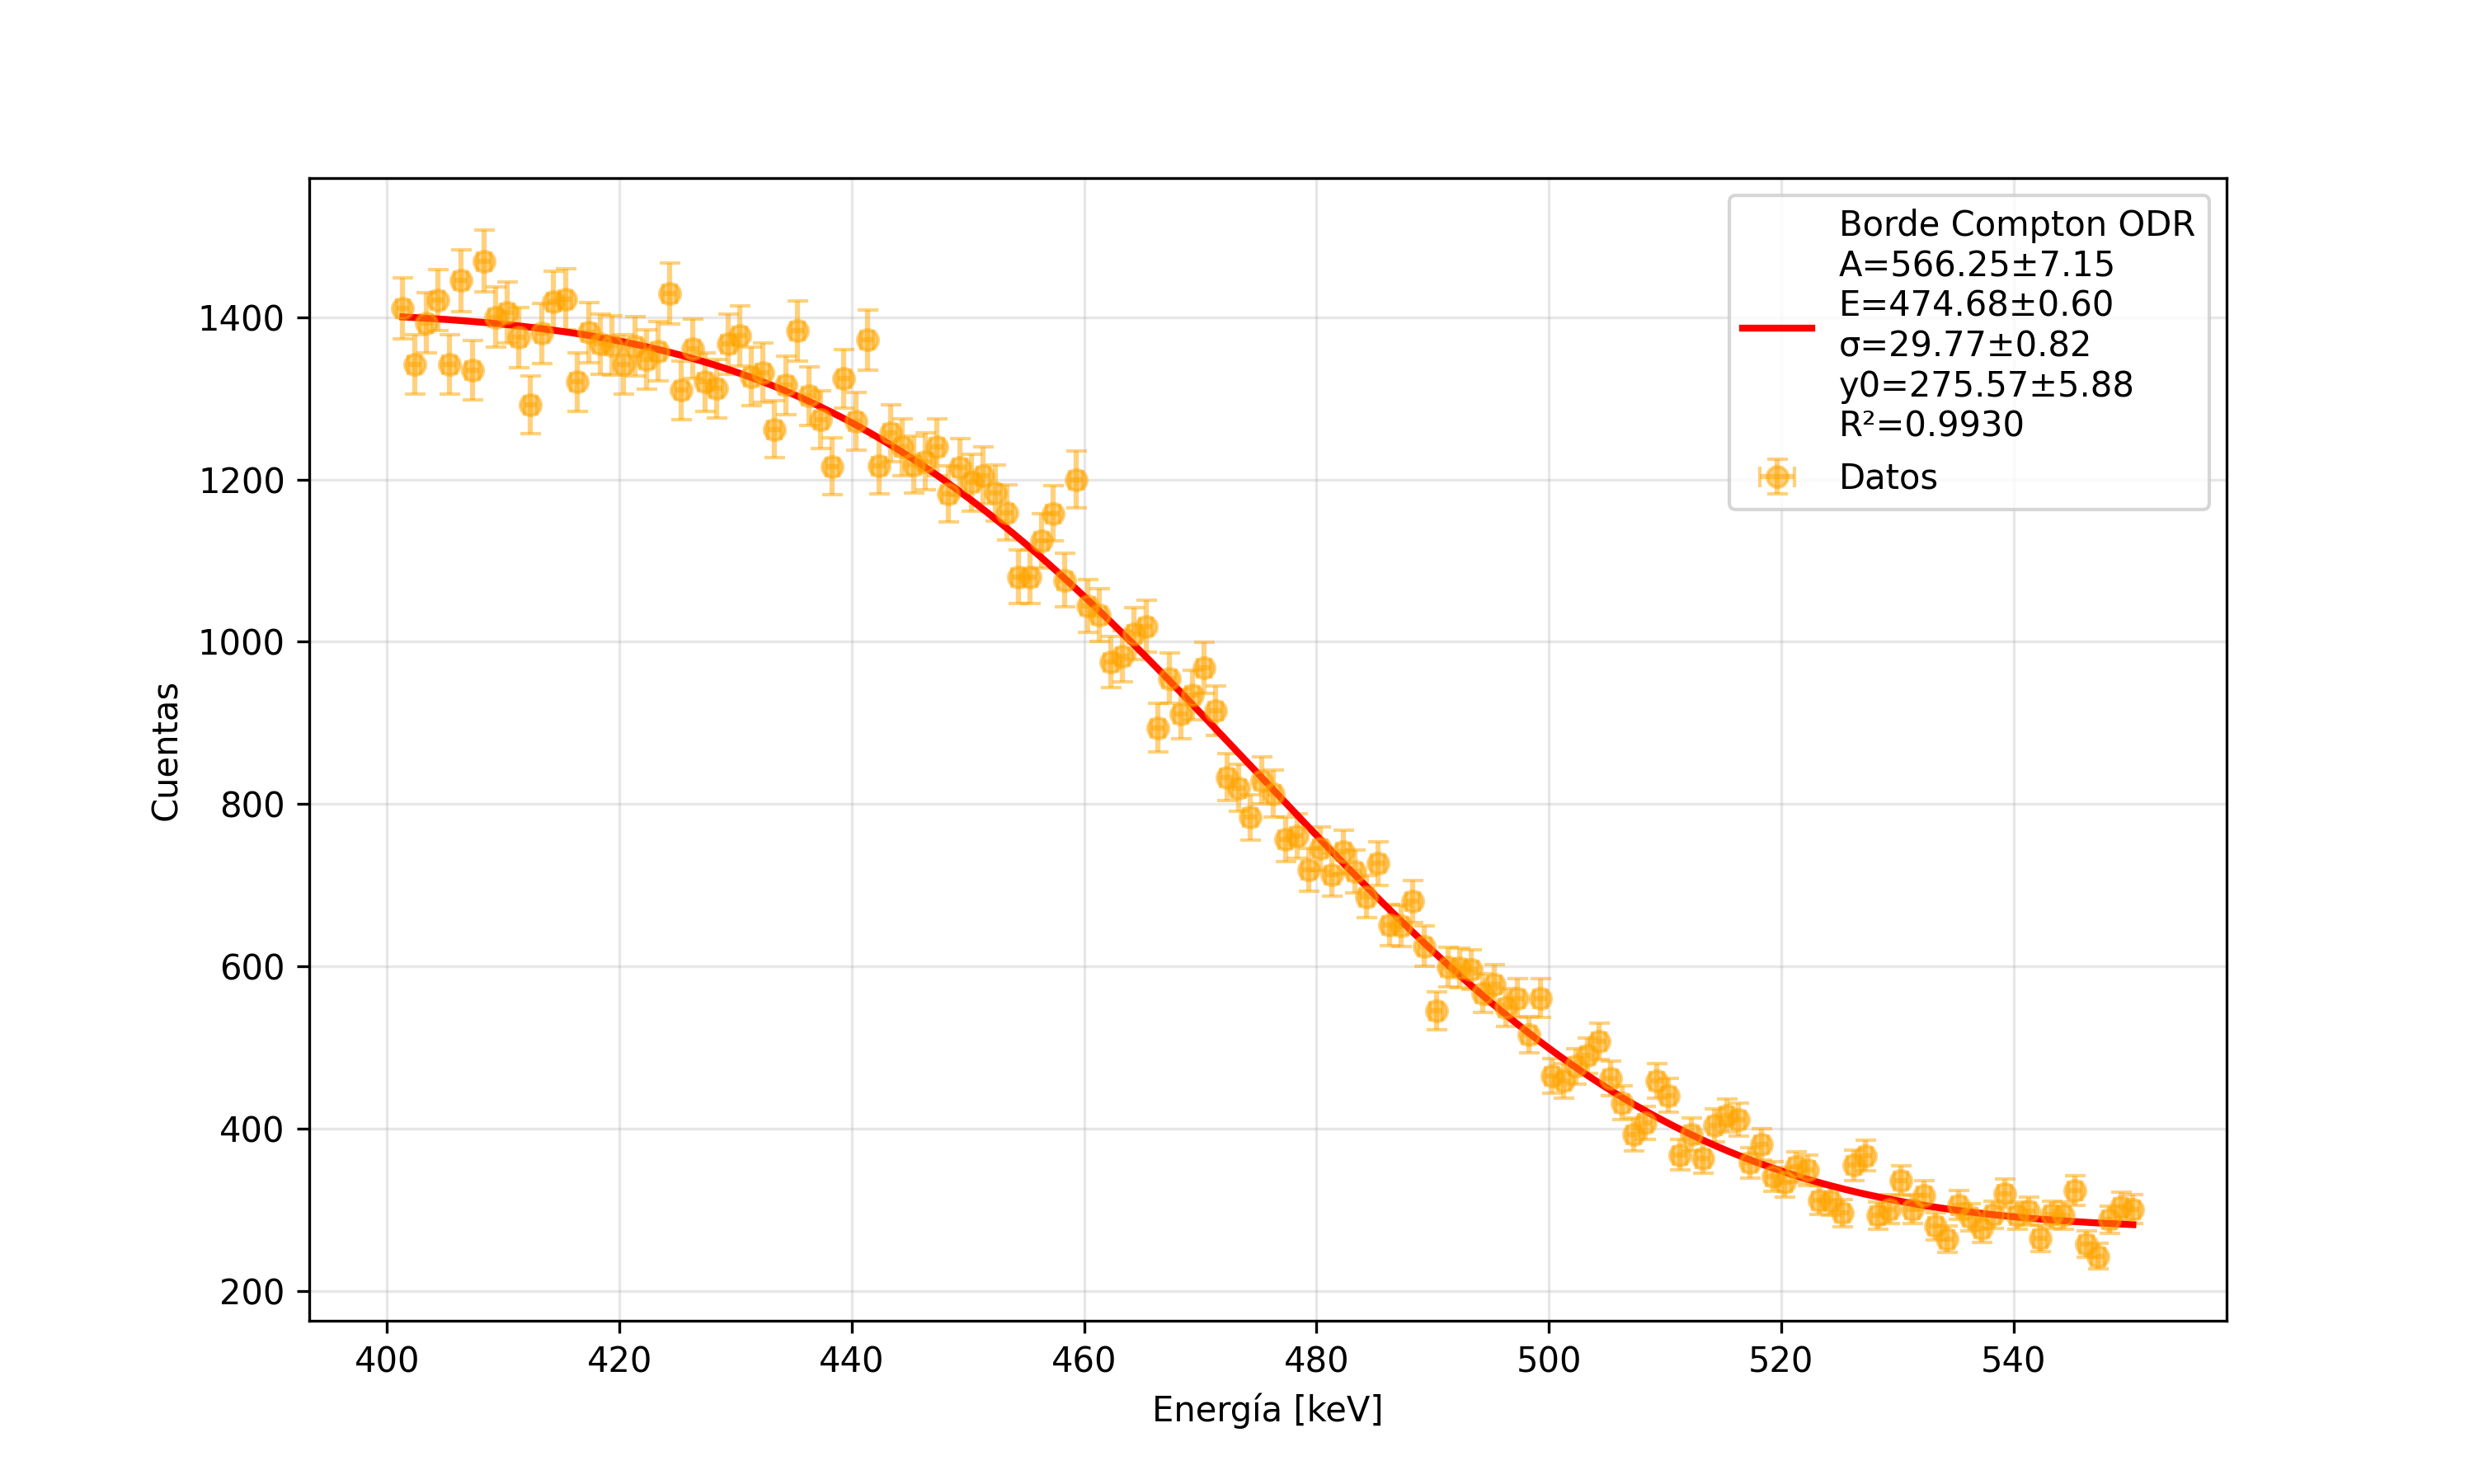 Borde Compton ODR
A=566.25±7.15
E=474.68±0.60
σ=29.77±0.82
y0=275.57±5.88
R²=0.9930
Datos
1400
1200
1000
800
600
400
200
Cuentas
400 420 440 460 480 500 520 540
Energía [keV]